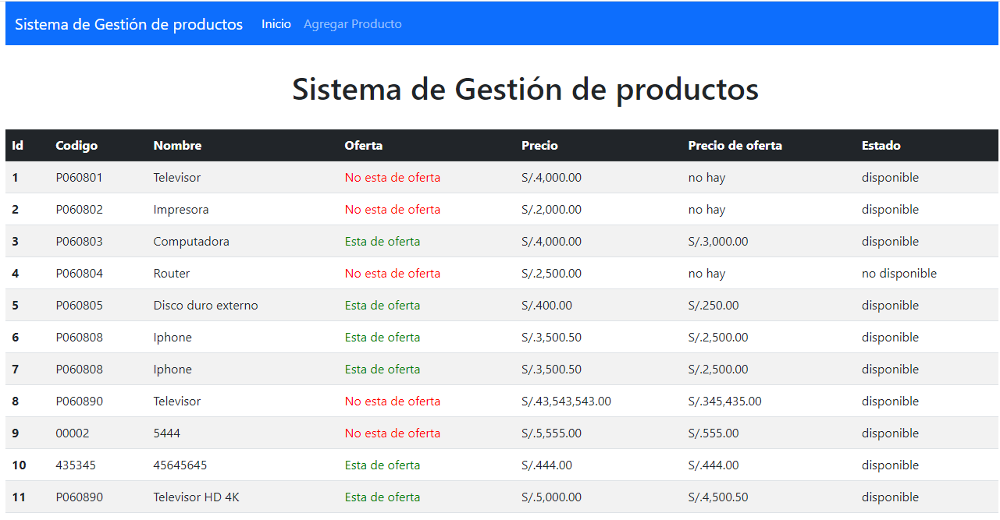 Sistema de Gestión de productos Inicio Agregar Producto
Sistema de Gestión de productos
Id Codigo Nombre Oferta Precio Precio de oferta Estado
1 P060801 Televisor No esta de oferta S/.4,000.00 no hay disponible
2 P060802 Impresora No esta de oferta S/.2,000.00 no hay disponible
3 P060803 Computadora Esta de oferta S/.4,000.00 S/.3,000.00 disponible
4 P060804 Router No esta de oferta S/.2,500.00 no hay no disponible
5 P060805 Disco duro externo Esta de oferta S/.400.00 S/.250.00 disponible
6 P060808 Iphone Esta de oferta S/.3,500.50 S/.2,500.00 disponible
7 P060808 Iphone Esta de oferta S/.3,500.50 S/.2,500.00 disponible
8 P060890 Televisor No esta de oferta S/.43,543,543.00 S/.345,435.00 disponible
9 00002 5444 No esta de oferta S/.5,555.00 S/.555.00 disponible
10 435345 45645645 Esta de oferta S/.444.00 S/.444.00 disponible
11 P060890 Televisor HD 4K Esta de oferta S/.5,000.00 S/.4,500.50 disponible